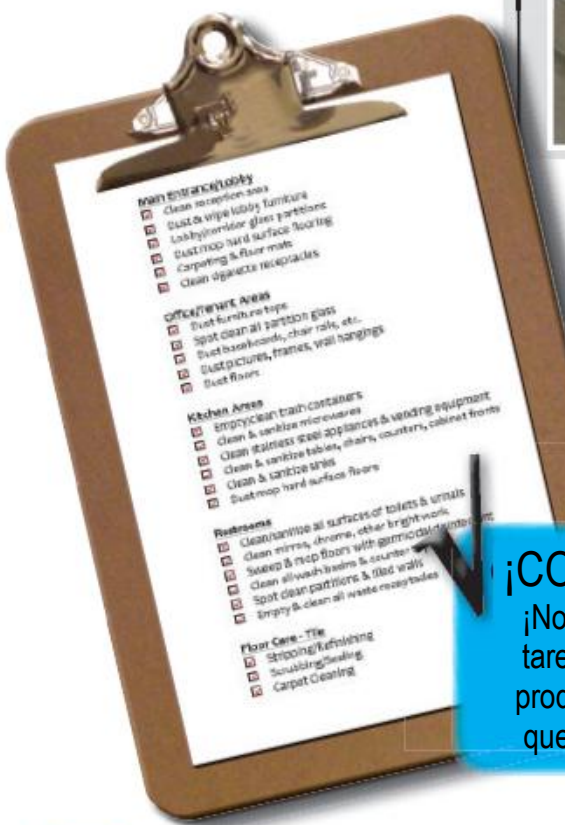 Main Entrance/Lobby
Clean reception area
Dust & wipe lobby furniture
Lobby/interior glass partitions
Dust mop hard surface flooring
Carpeting & floor mats
Clean cigarette receptacles
Office/Tenant Areas
Dust furniture tops
Spot clean all partition glass
Dust baseboards, chair rails, etc.
Dust pictures, frames, wall hangings
Dust floors
Kitchen Areas
Empty/clean trash containers
Clean & sanitize microwaves
Clean stainless steel appliances & vending equipment
Clean & sanitize tables, chairs, counters, cabinet fronts
Clean & sanitize sinks
Dust mop hard surface floors
Restrooms
Clean/sanitize all surfaces of toilets & urinals
Clean mirros, chrome, other bright work
Sweep & mop floors with germicidal
Clean all wash basins & counter
Spot clean partitions & tiled walls
Empty & clean all waste receptacles
Floor Care - Tile
Stripping/Refinishing
Scrubbing/Sealing
Carpet Cleaning
¡CO
¡No
tare
prod
que